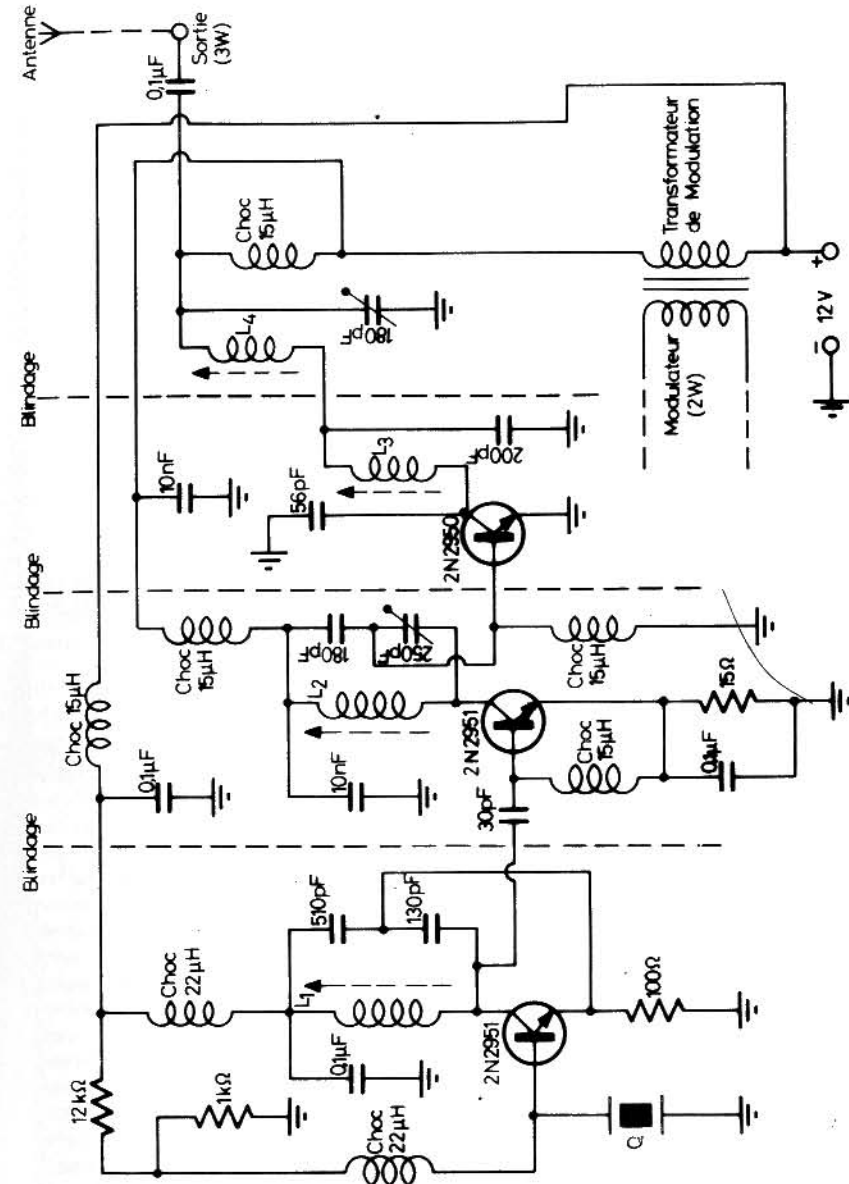 Antenne
Sortie
(3W)
0,1µF
Choc
15µH
L4
180pF
Transformateur
de Modulation
+
12V
−
Modulateur
(2W)
Blindage
10nF
56pF
L3
200pF
2N2950
Blindage
Choc 15µH
Choc
15µH
180pF
250pF
L2
10nF
2N2951
Choc
15µH
Choc
15µH
15Ω
0,1µF
0,1µF
30pF
Blindage
Choc
22µH
510pF
130pF
L1
0,1µF
2N2951
100Ω
12kΩ
1kΩ
Choc
22µH
Q